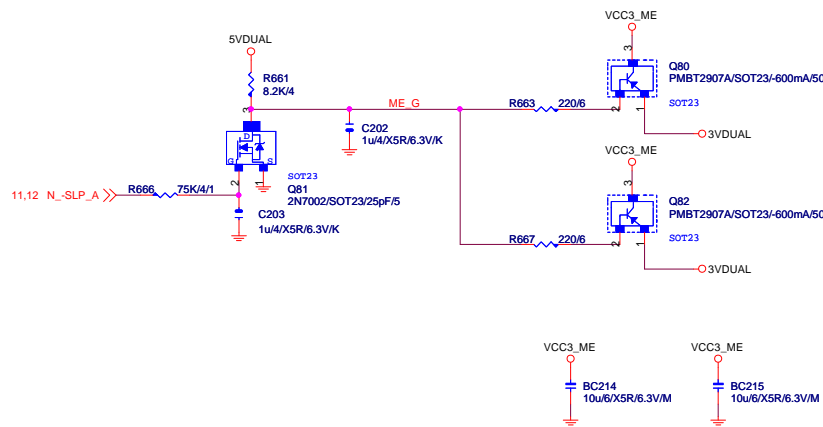 VCC3_ME
5VDUAL
3
Q80
PMBT2907A/SOT23/-600mA/50
R661
8.2K/4
SOT23
3
ME_G
R663
220/6
2
1
D
C202
1u/4/X5R/6.3V/K
3VDUAL
G
S
VCC3_ME
SOT23
3
2
1
Q81
2N7002/SOT23/25pF/5
11,12 N_-SLP_A
R666
75K/4/1
Q82
PMBT2907A/SOT23/-600mA/50
C203
1u/4/X5R/6.3V/K
SOT23
R667
220/6
2
1
3VDUAL
VCC3_ME
VCC3_ME
BC214
10u/6/X5R/6.3V/M
BC215
10u/6/X5R/6.3V/M